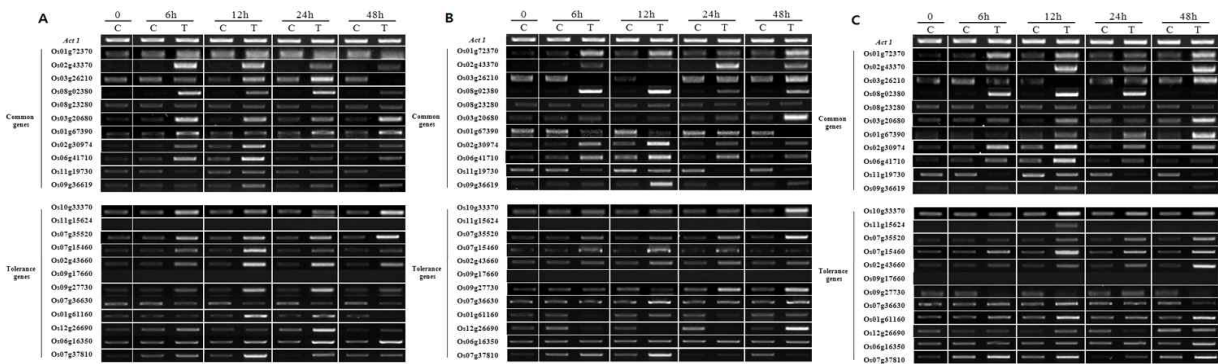 A
0 6h 12h 24h 48h
C C T C T C T C T
Act 1
Os01g72370
Os02g43370
Os03g26210
Os08g02380
Os08g23280
Common genes
Os03g20680
Os01g67390
Os02g30974
Os06g41710
Os11g19730
Os09g36619
Os10g33370
Os11g15624
Os07g35520
Os07g15460
Os02g43660
Tolerance genes
Os09g17660
Os09g27730
Os07g36630
Os01g61160
Os12g26690
Os06g16350
Os07g37810
B
0 6h 12h 24h 48h
C C T C T C T C T
Act 1
Os01g72370
Os02g43370
Os03g26210
Os08g02380
Os08g23280
Common genes
Os03g20680
Os01g67390
Os02g30974
Os06g41710
Os11g19730
Os09g36619
Os10g33370
Os11g15624
Os07g35520
Os07g15460
Os02g43660
Tolerance genes
Os09g17660
Os09g27730
Os07g36630
Os01g61160
Os12g26690
Os06g16350
Os07g37810
C
0 6h 12h 24h 48h
C C T C T C T C T
Act 1
Os01g72370
Os02g43370
Os03g26210
Os08g02380
Os08g23280
Common genes
Os03g20680
Os01g67390
Os02g30974
Os06g41710
Os11g19730
Os09g36619
Os10g33370
Os11g15624
Os07g35520
Os07g15460
Os02g43660
Tolerance genes
Os09g17660
Os09g27730
Os07g36630
Os01g61160
Os12g26690
Os06g16350
Os07g37810